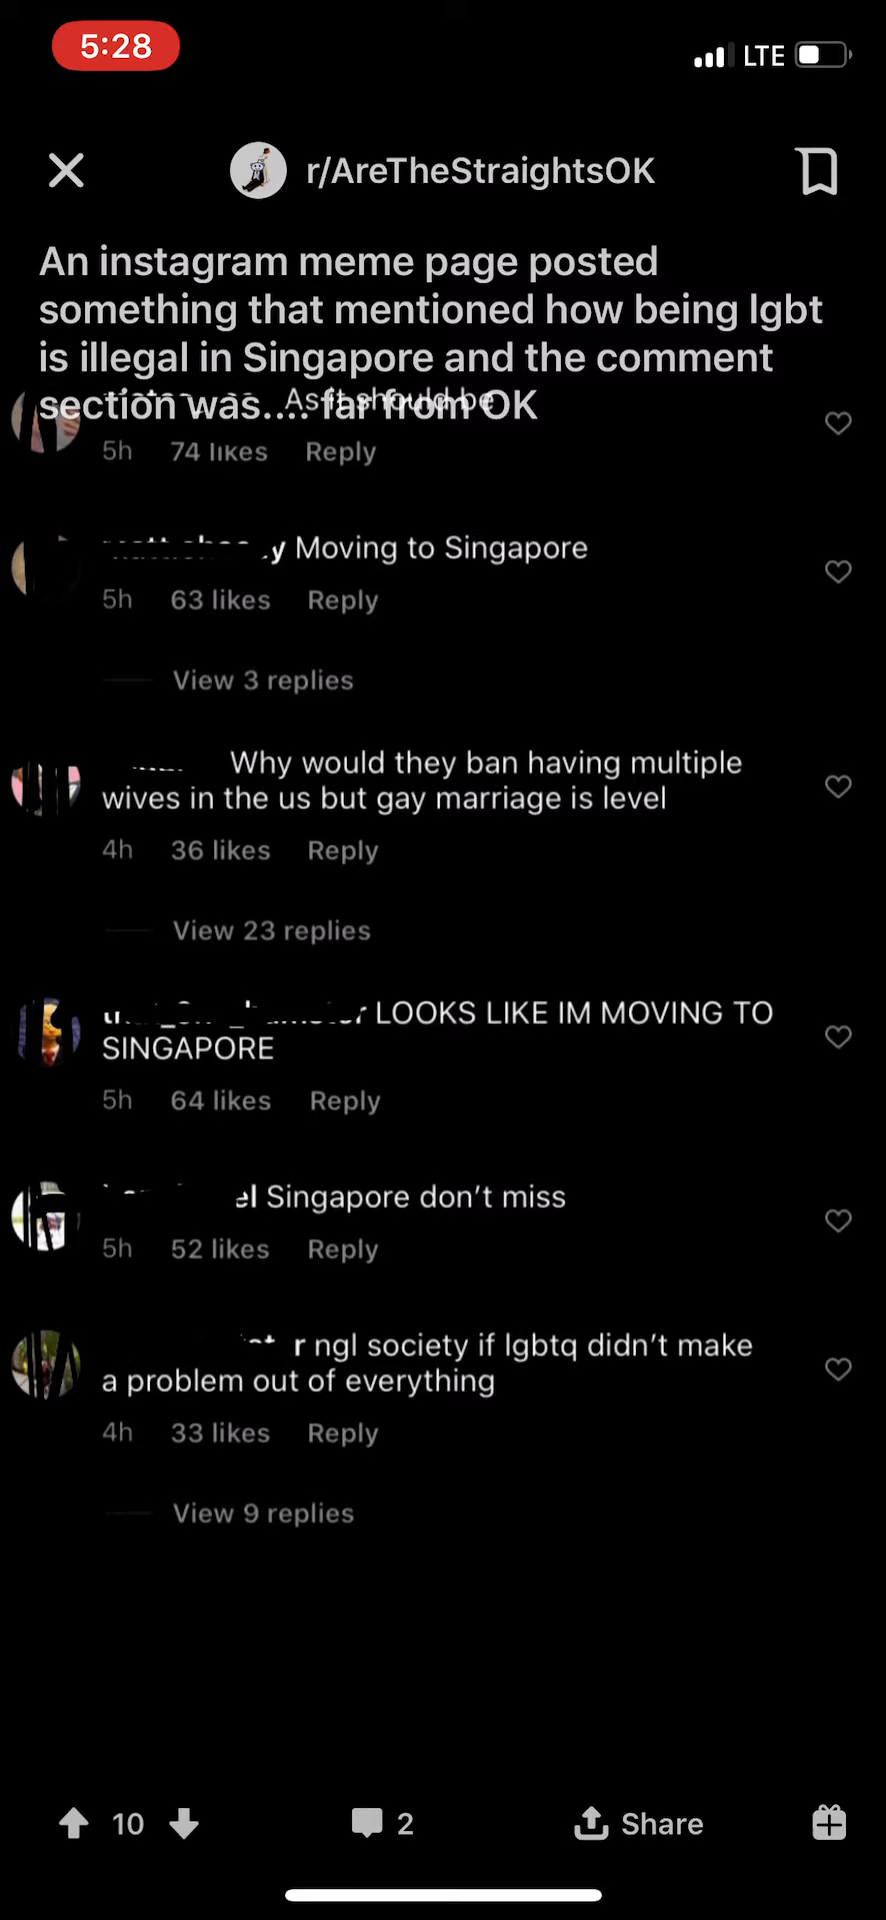 5:28
LTE
r/AreTheStraightsOK
An instagram meme page posted
something that mentioned how being lgbt
is illegal in Singapore and the comment
section was.... far from OK
As it should be
5h 74 likes Reply
Moving to Singapore
5h 63 likes Reply
View 3 replies
Why would they ban having multiple
wives in the us but gay marriage is level
4h 36 likes Reply
View 23 replies
LOOKS LIKE IM MOVING TO
SINGAPORE
5h 64 likes Reply
Singapore don't miss
5h 52 likes Reply
ngl society if lgbtq didn't make
a problem out of everything
4h 33 likes Reply
View 9 replies
10 2 Share